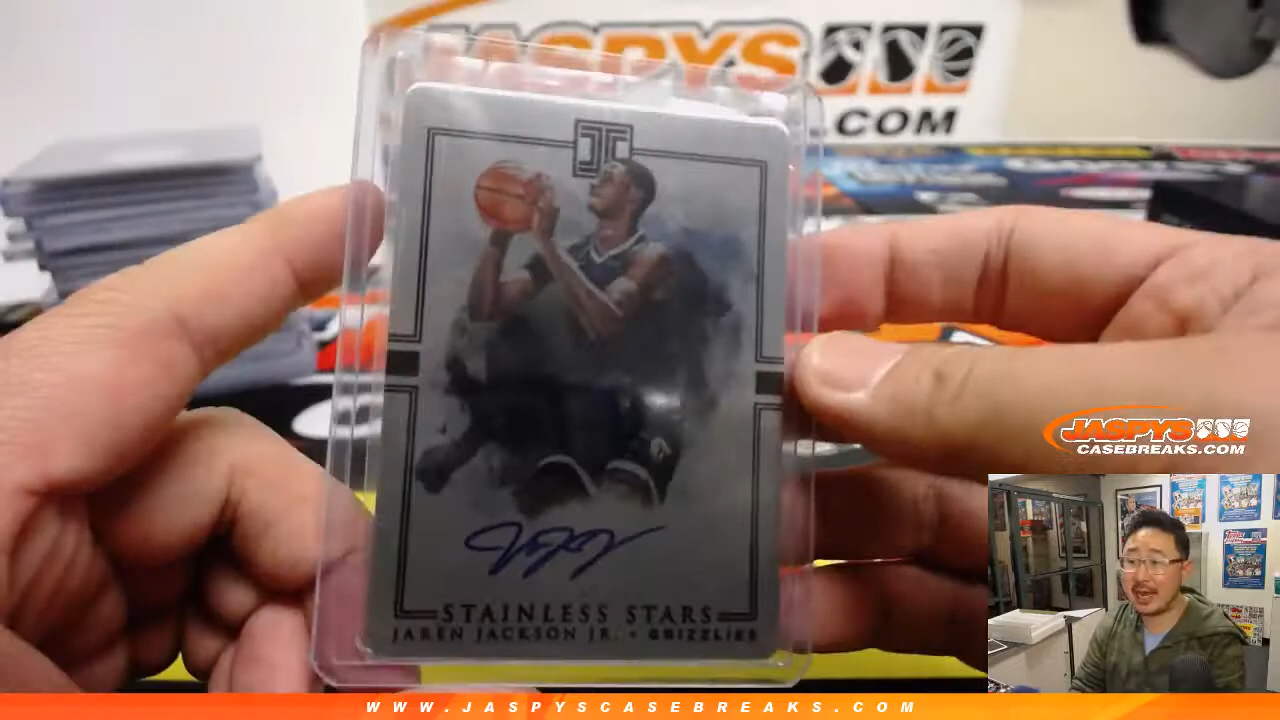 JASPYS
.COM
STAINLESS STARS
JAREN JACKSON JR. • GRIZZLIES
JASPYS
CASEBREAKS.COM
WWW.JASPYSCASEBREAKS.COM